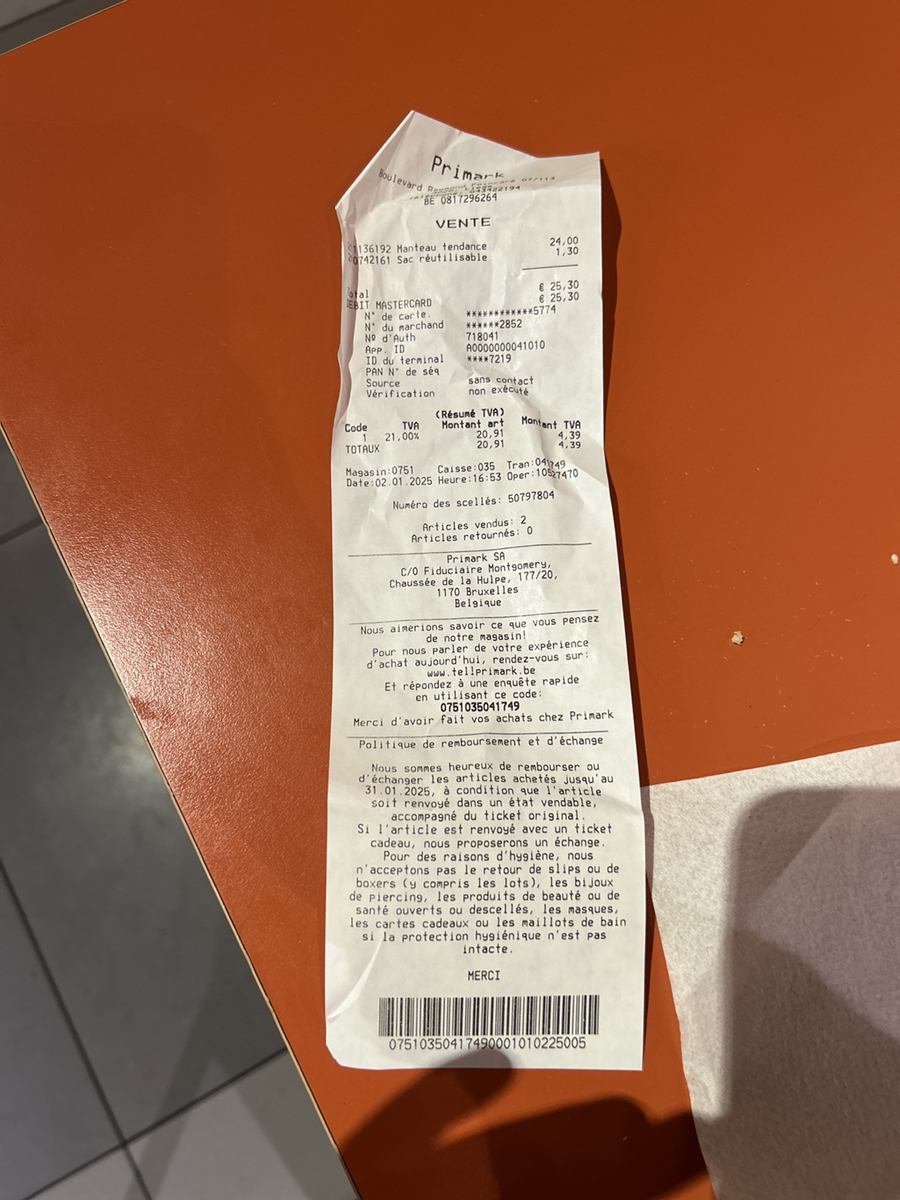 Primark
Boulevard
BE 0817296264
VENTE
1136192 Manteau tendance 24,00
0742161 Sac réutilisable 1,30
Total € 25,30
DEBIT MASTERCARD € 25,30
N° de carte. ************5774
N° du marchand ******2852
Nº d'Auth 718041
App. ID A0000000041010
ID du terminal ****7219
PAN N° de séq
Source sans contact
Vérification non exécuté
(Résumé TVA)
Code TVA Montant art Montant TVA
1 21,00% 20,91 4,39
TOTAUX 20,91 4,39
Magasin:0751 Caisse:035 Tran:041749
Date:02.01.2025 Heure:16:53 Oper:10527470
Numéro des scellés: 50797804
Articles vendus: 2
Articles retournés: 0
Primark SA
C/O Fiduciaire Montgomery,
Chaussée de la Hulpe, 177/20,
1170 Bruxelles
Belgique
Nous aimerions savoir ce que vous pensez
de notre magasin!
Pour nous parler de votre expérience
d'achat aujourd'hui, rendez-vous sur:
www.tellprimark.be
Et répondez à une enquête rapide
en utilisant ce code:
0751035041749
Merci d'avoir fait vos achats chez Primark
Politique de remboursement et d'échange
Nous sommes heureux de rembourser ou
d'échanger les articles achetés jusqu'au
31.01.2025, à condition que l'article
soit renvoyé dans un état vendable,
accompagné du ticket original.
Si l'article est renvoyé avec un ticket
cadeau, nous proposerons un échange.
Pour des raisons d'hygiène, nous
n'acceptons pas le retour de slips ou de
boxers (y compris les lots), les bijoux
de piercing, les produits de beauté ou de
santé ouverts ou descellés, les masques,
les cartes cadeaux ou les maillots de bain
si la protection hygiénique n'est pas
intacte.
MERCI
07510350417490001010225005